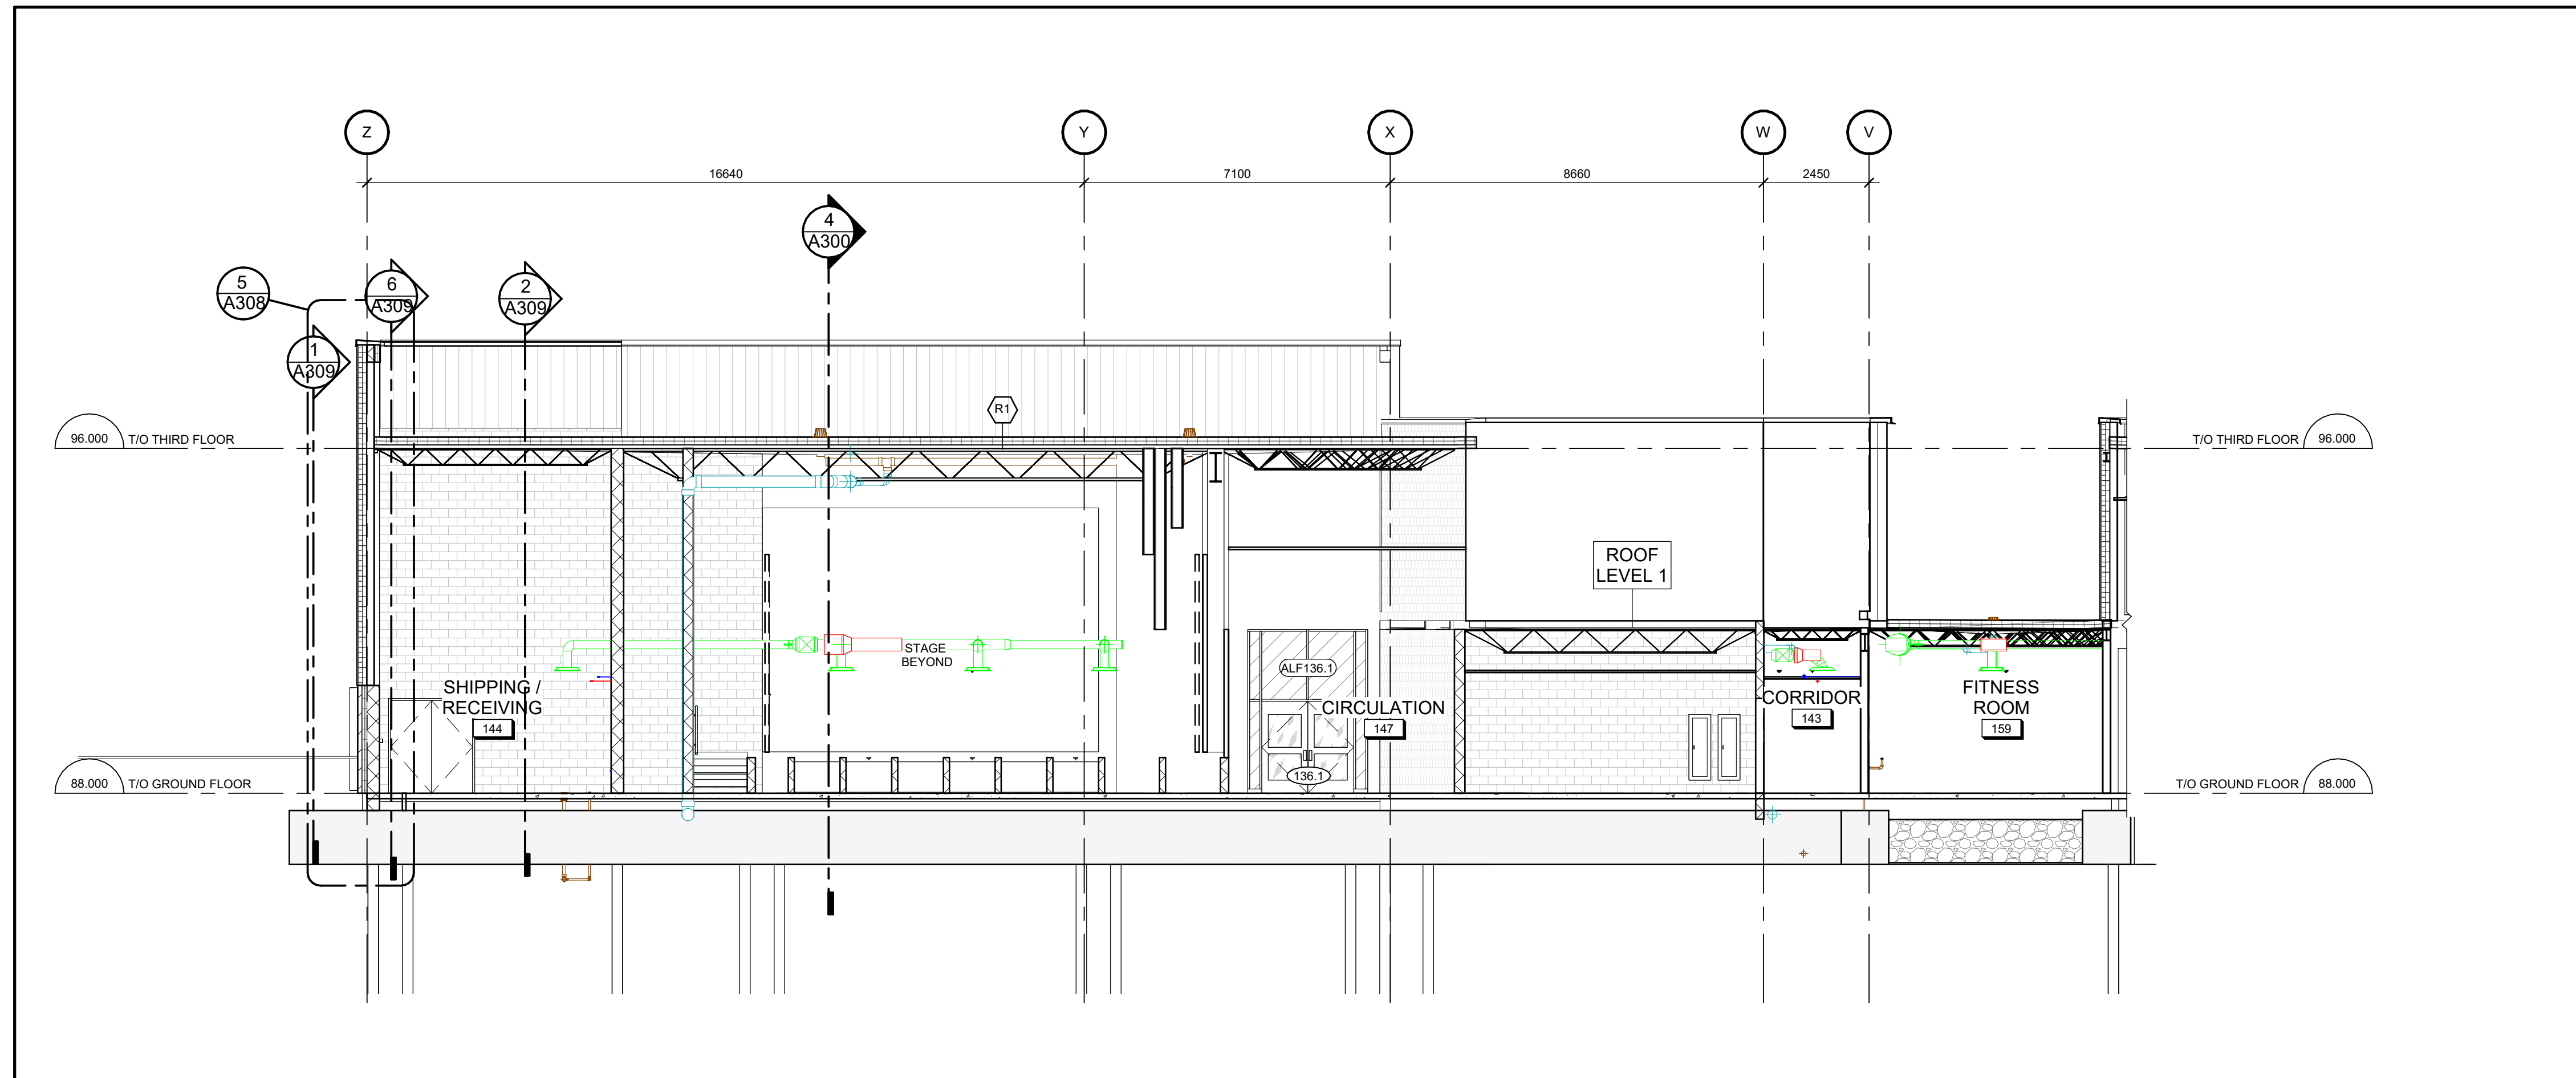 Z
Y
X
W
V
16640
7100
8660
2450
4
A300
5
A308
6
A309
2
A309
1
A309
R1
96.000
T/O THIRD FLOOR
T/O THIRD FLOOR
96.000
ROOF
LEVEL 1
STAGE
BEYOND
ALF136.1
SHIPPING /
RECEIVING
144
CIRCULATION
147
CORRIDOR
143
FITNESS
ROOM
159
136.1
88.000
T/O GROUND FLOOR
T/O GROUND FLOOR
88.000